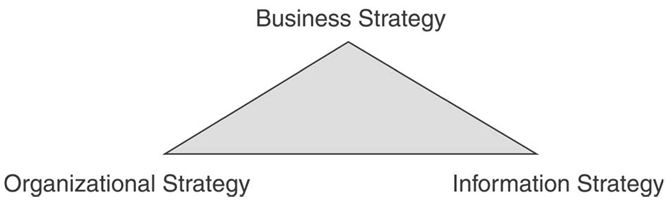 Business Strategy
Organizational Strategy
Information Strategy